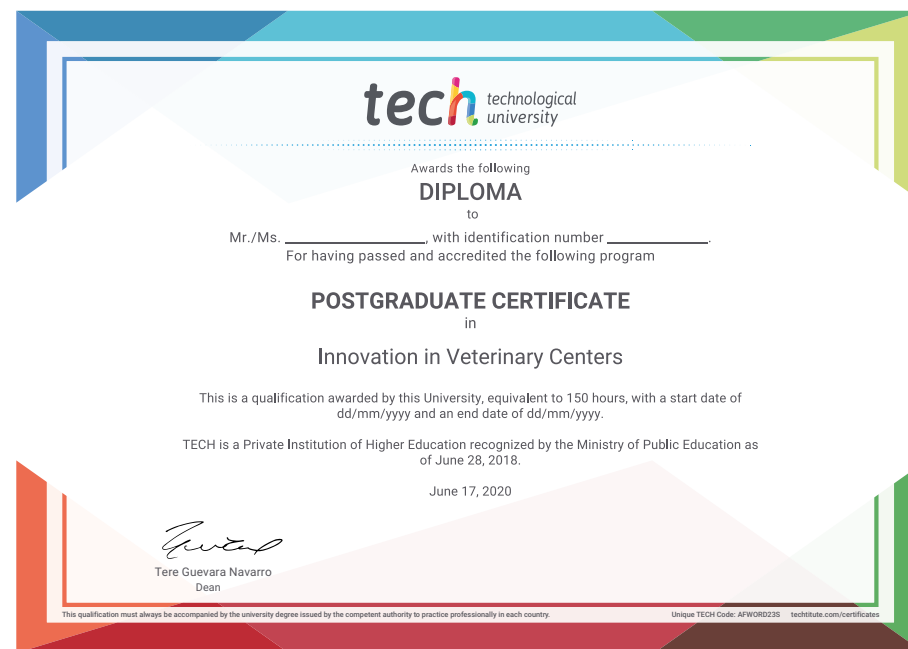 tech technological
university
Awards the following
DIPLOMA
to
Mr./Ms. ____________________, with identification number ______________.
For having passed and accredited the following program
POSTGRADUATE CERTIFICATE
in
Innovation in Veterinary Centers
This is a qualification awarded by this University, equivalent to 150 hours, with a start date of
dd/mm/yyyy and an end date of dd/mm/yyyy.
TECH is a Private Institution of Higher Education recognized by the Ministry of Public Education as
of June 28, 2018.
June 17, 2020
Tere Guevara Navarro
Dean
This qualification must always be accompanied by the university degree issued by the competent authority to practice professionally in each country. Unique TECH Code: AFWORD23S techtitute.com/certificates